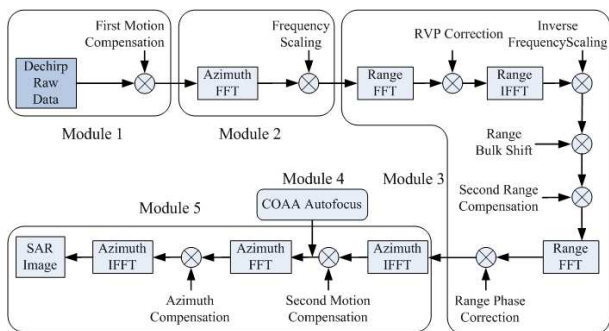 First Motion
Compensation
Dechirp
Raw
Data
Module 1
Frequency
Scaling
Azimuth
FFT
Module 2
RVP Correction
Inverse
FrequencyScaling
Range
FFT
Range
IFFT
Range
Bulk Shift
Second Range
Compensation
Range
FFT
Range Phase
Correction
Module 3
Module 4
COAA Autofocus
Module 5
Azimuth
IFFT
Second Motion
Compensation
Azimuth
FFT
Azimuth
Compensation
Azimuth
IFFT
SAR
Image